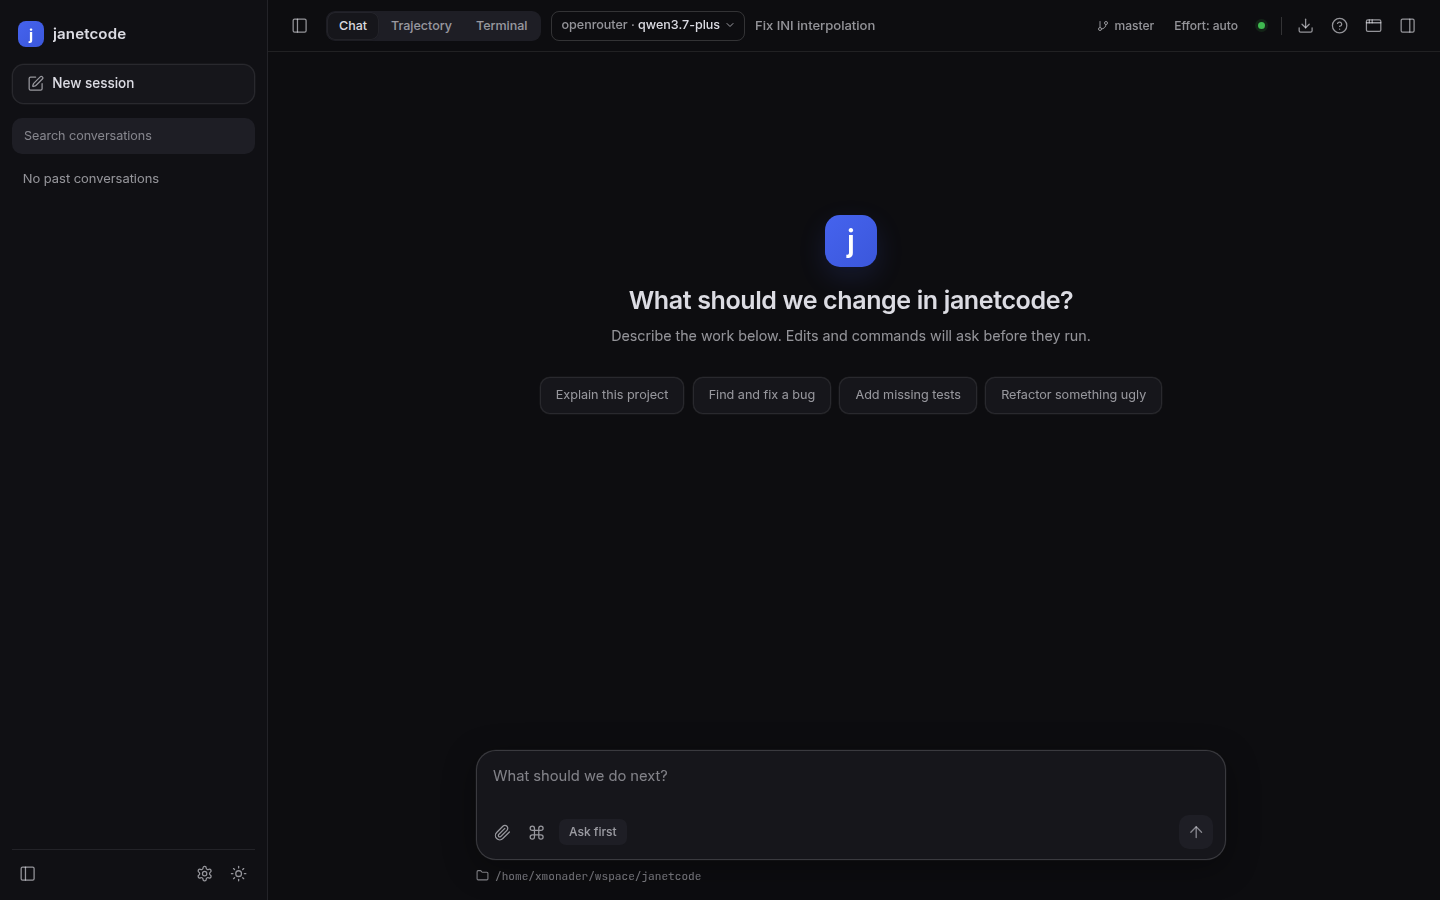 j janetcode
New session
Search conversations
No past conversations
Chat Trajectory Terminal openrouter · qwen3.7-plus Fix INI interpolation master Effort: auto
j
What should we change in janetcode?
Describe the work below. Edits and commands will ask before they run.
Explain this project Find and fix a bug Add missing tests Refactor something ugly
What should we do next?
Ask first
/home/xmonader/wspace/janetcode